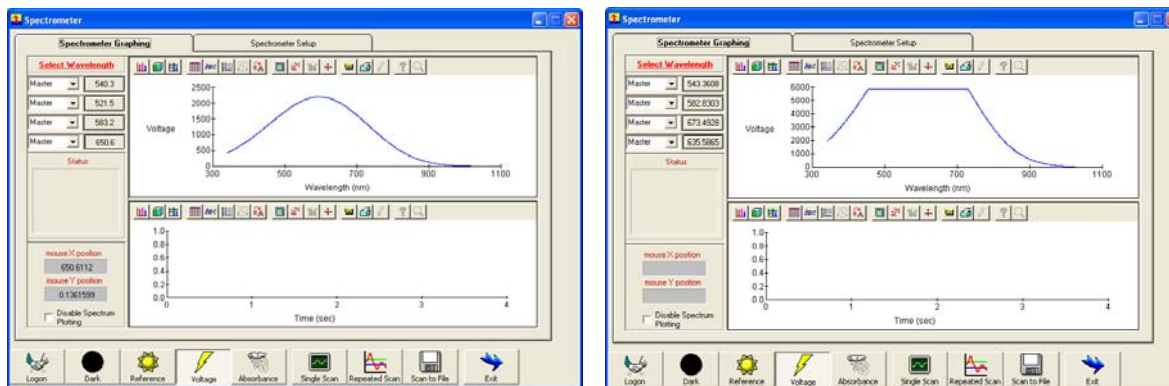 Spectrometer
Spectrometer Graphing
Spectrometer Setup
Select Wavelength
Master 540.3
Master 521.5
Master 583.2
Master 650.6
Status
mouse X position
650.6112
mouse Y position
0.1361599
Disable Spectrum
Plotting
Abc
Voltage
2500
2000
1500
1000
500
0
300 500 700 900 1100
Wavelength (nm)
Abc
1.0
0.8
0.6
0.4
0.2
0.0
0 1 2 3 4
Time (sec)
Logon Dark Reference Voltage Absorbance Single Scan Repeated Scan Scan to File Exit
Spectrometer
Spectrometer Graphing
Spectrometer Setup
Select Wavelength
Master 543.3608
Master 582.8303
Master 673.4928
Master 635.5865
Status
mouse X position
mouse Y position
Disable Spectrum
Plotting
Abc
Voltage
6000
5000
4000
3000
2000
1000
0
300 500 700 900 1100
Wavelength (nm)
Abc
1.0
0.8
0.6
0.4
0.2
0.0
0 1 2 3 4
Time (sec)
Logon Dark Reference Voltage Absorbance Single Scan Repeated Scan Scan to File Exit